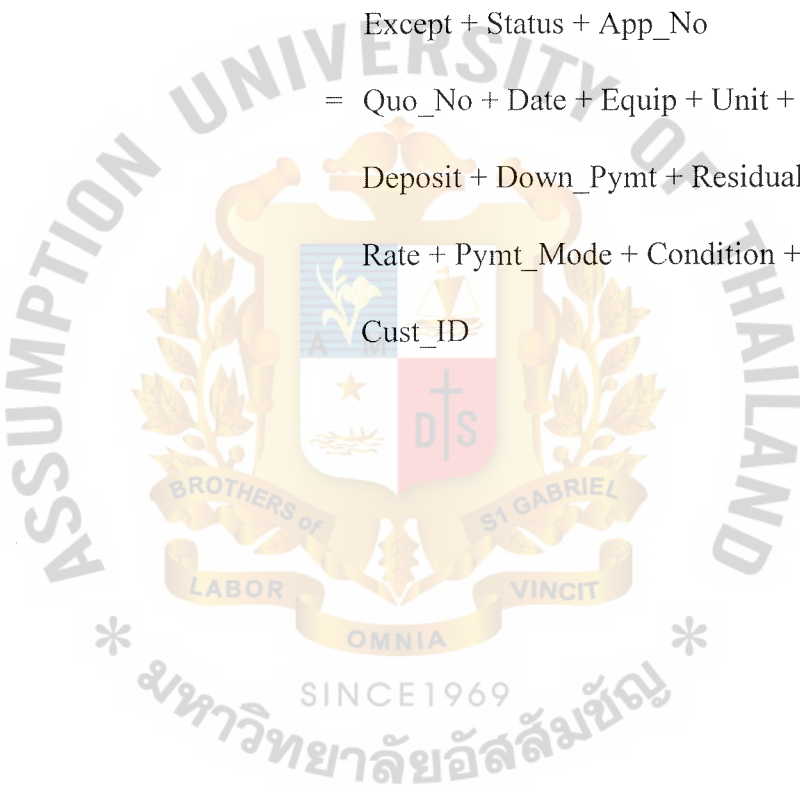 Except + Status + App_No
= Quo_No + Date + Equip + Unit +
Deposit + Down_Pymt + Residual
Rate + Pymt_Mode + Condition +
Cust_ID
ASSUMPTION UNIVERSITY OF THAILAND
A M
D S
BROTHERS of S1 GABRIEL
LABOR
VINCIT
OMNIA
SINCE1969
* มหาวิทยาลัยอัสสัมชัญ *